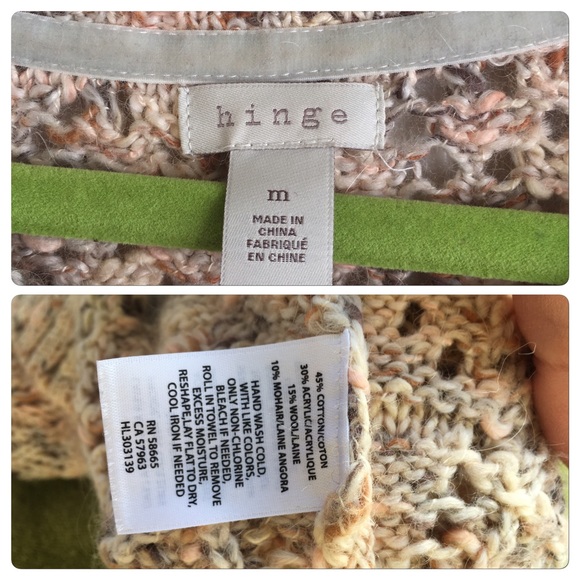 hinge
m
MADE IN
CHINA
FABRIQUÉ
EN CHINE
45% COTTON/COTON
30% ACRYLIC/ACRYLIQUE
15% WOOL/LAINE
10% MOHAIR/LAINE ANGORA
HAND WASH COLD,
WITH LIKE COLORS,
ONLY NON-CHLORINE
BLEACH IF NEEDED,
ROLL IN TOWEL TO REMOVE
EXCESS MOISTURE,
RESHAPE,LAY FLAT TO DRY,
COOL IRON IF NEEDED
RN 58665
CA 57963
HL303139